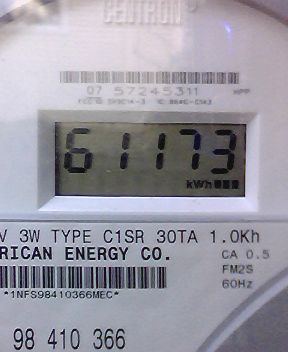 CENTRON
07 57245311
61173
kWh
V 3W TYPE C1SR 30TA 1.0Kh
RICAN ENERGY CO.
CA 0.5
FM2S
60Hz
*1NFS98410366MEC*
98 410 366